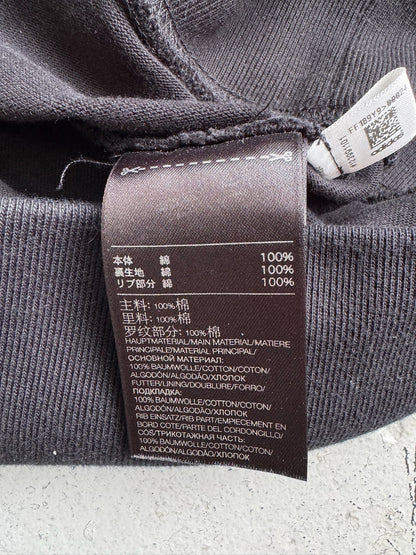 本体 綿 100%
裏生地 綿 100%
リブ部分 綿 100%
主料: 100%棉
里料: 100%棉
罗纹部分: 100%棉
HAUPTMATERIAL/MAIN MATERIAL/MATIERE
PRINCIPALE/MATERIAL PRINCIPAL/
ОСНОВНОЙ МАТЕРИАЛ:
100% BAUMWOLLE/COTTON/COTON/
ALGODÓN/ALGODÃO/ХЛОПОК
FUTTER/LINING/DOUBLURE/FORRO/
ПОДКЛАДКА:
100% BAUMWOLLE/COTTON/COTON/
ALGODÓN/ALGODÃO/ХЛОПОК
RIB EINSATZ/RIB PART/EMPIECEMENT EN
BORD COTE/PARTE DEL CORDONCILLO/
CÓS/ТРИКОТАЖНАЯ ЧАСТЬ:
100% BAUMWOLLE/COTTON/COTON/
ALGODÓN/ALGODÃO/ХЛОПОК